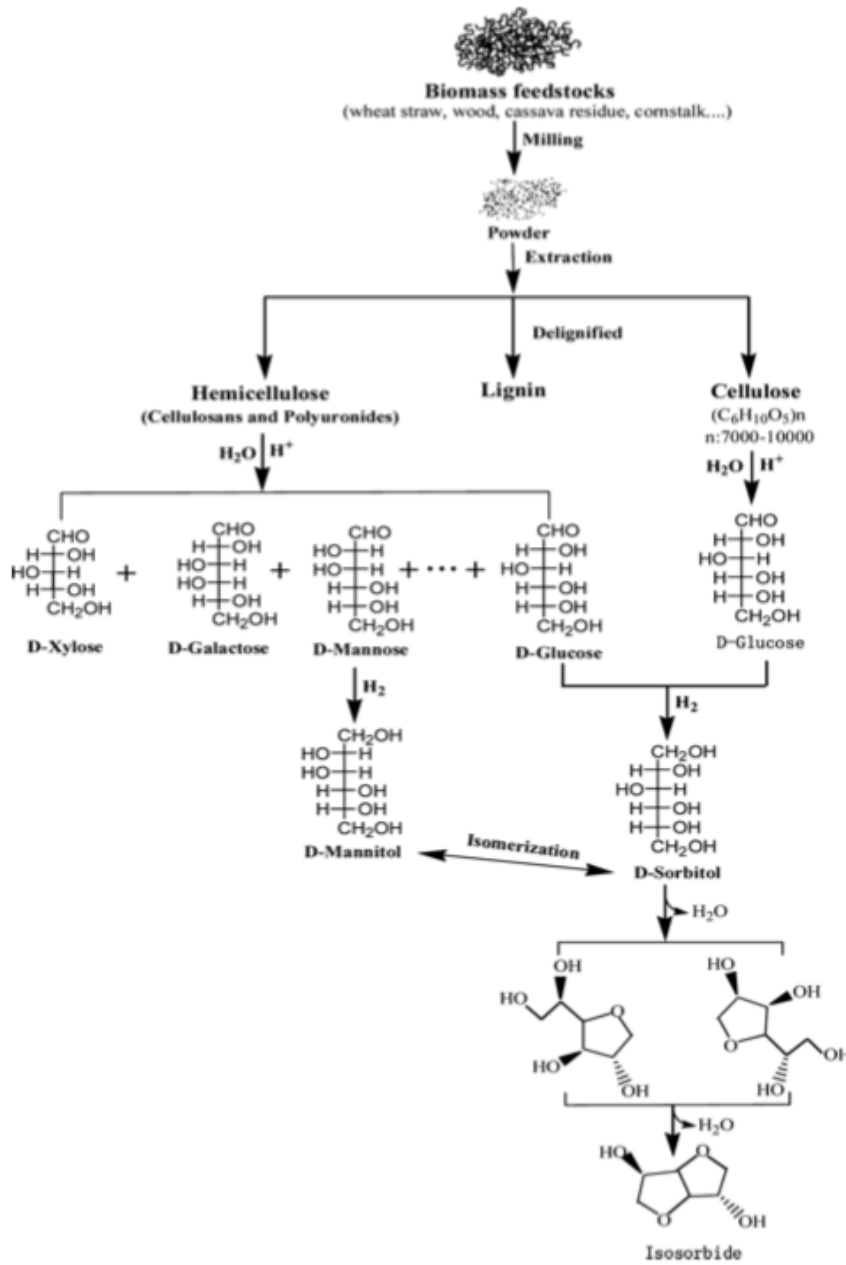 Biomass feedstocks
(wheat straw, wood, cassava residue, cornstalk....)
Milling
Powder
Extraction
Delignified
Hemicellulose
(Cellulosans and Polyuronides)
Lignin
Cellulose
(C6H10O5)n
n:7000-10000
H2O H+
H2O H+
CHO
H OH
HO H
H OH
CH2OH
D-Xylose
+
CHO
H OH
HO H
HO H
H OH
CH2OH
D-Galactose
+
CHO
HO H
HO H
H OH
H OH
CH2OH
D-Mannose
+ ··· +
CHO
H OH
HO H
H OH
H OH
CH2OH
D-Glucose
CHO
H OH
HO H
H OH
H OH
CH2OH
D-Glucose
H2
H2
CH2OH
HO H
HO H
H OH
H OH
CH2OH
D-Mannitol
Isomerization
CH2OH
H OH
HO H
H OH
H OH
CH2OH
D-Sorbitol
H2O
OH
HO
O
HO
OH
HO
OH
O
OH
HO
H2O
HO
O
O
OH
Isosorbide